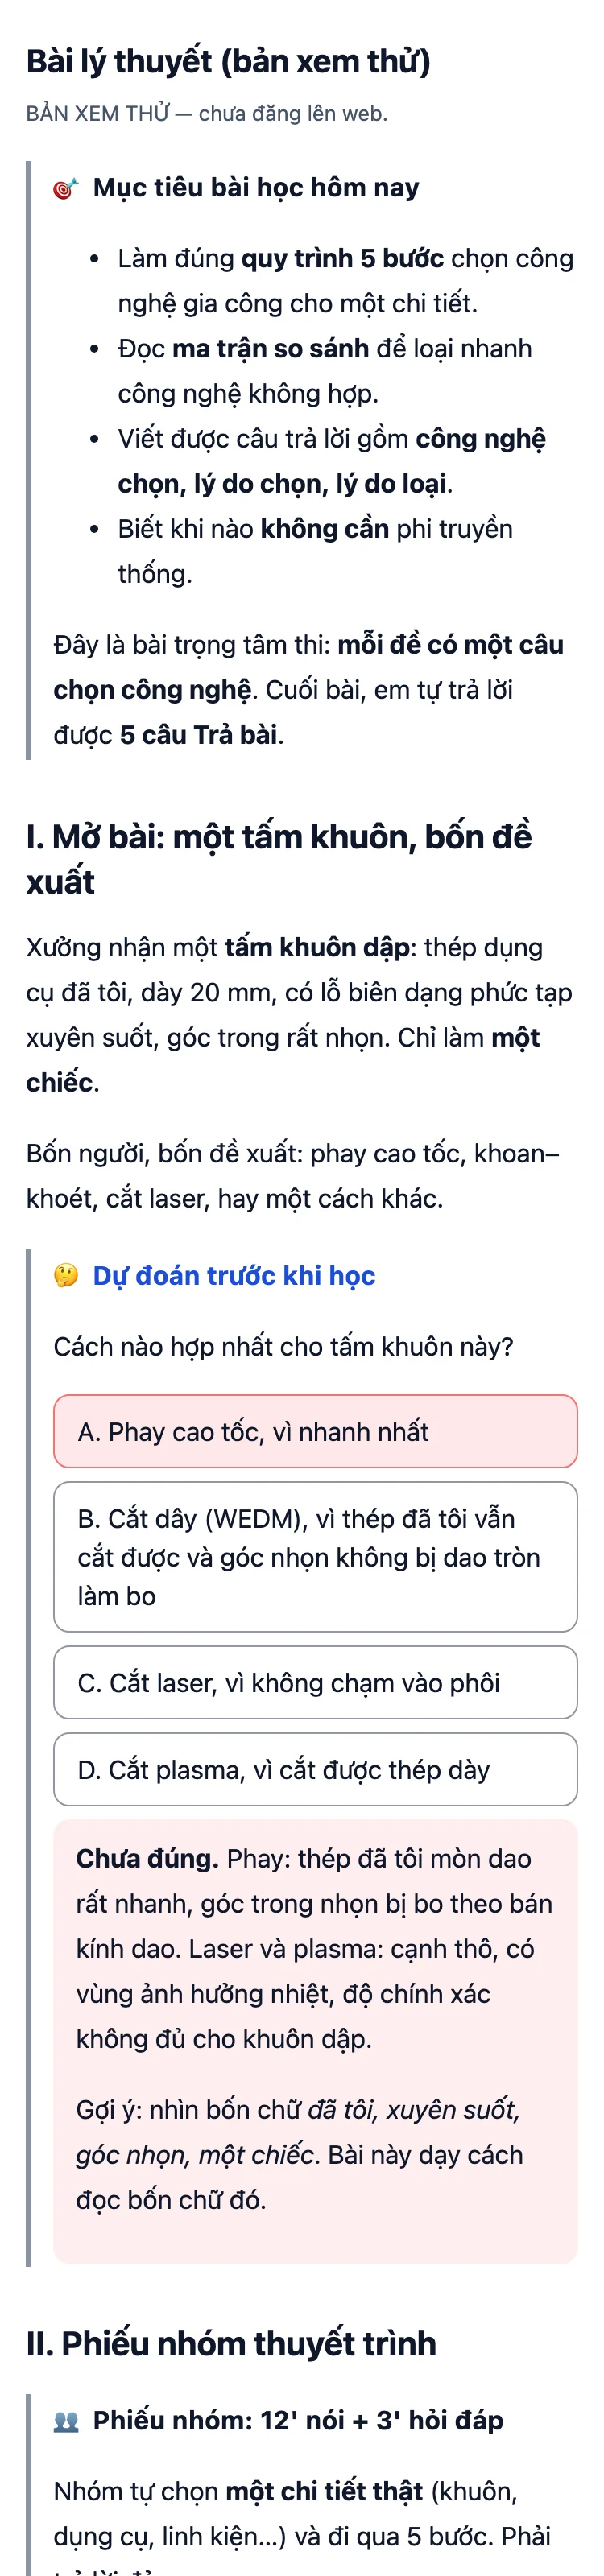 Bài lý thuyết (bản xem thử)
BẢN XEM THỬ — chưa đăng lên web.
🎯 Mục tiêu bài học hôm nay
• Làm đúng quy trình 5 bước chọn công
nghệ gia công cho một chi tiết.
• Đọc ma trận so sánh để loại nhanh
công nghệ không hợp.
• Viết được câu trả lời gồm công nghệ
chọn, lý do chọn, lý do loại.
• Biết khi nào không cần phi truyền
thống.
Đây là bài trọng tâm thi: mỗi đề có một câu
chọn công nghệ. Cuối bài, em tự trả lời
được 5 câu Trả bài.
I. Mở bài: một tấm khuôn, bốn đề
xuất
Xưởng nhận một tấm khuôn dập: thép dụng
cụ đã tôi, dày 20 mm, có lỗ biên dạng phức tạp
xuyên suốt, góc trong rất nhọn. Chỉ làm một
chiếc.
Bốn người, bốn đề xuất: phay cao tốc, khoan–
khoét, cắt laser, hay một cách khác.
🤔 Dự đoán trước khi học
Cách nào hợp nhất cho tấm khuôn này?
A. Phay cao tốc, vì nhanh nhất
B. Cắt dây (WEDM), vì thép đã tôi vẫn
cắt được và góc nhọn không bị dao tròn
làm bo
C. Cắt laser, vì không chạm vào phôi
D. Cắt plasma, vì cắt được thép dày
Chưa đúng. Phay: thép đã tôi mòn dao
rất nhanh, góc trong nhọn bị bo theo bán
kính dao. Laser và plasma: cạnh thô, có
vùng ảnh hưởng nhiệt, độ chính xác
không đủ cho khuôn dập.
Gợi ý: nhìn bốn chữ đã tôi, xuyên suốt,
góc nhọn, một chiếc. Bài này dạy cách
đọc bốn chữ đó.
II. Phiếu nhóm thuyết trình
👥 Phiếu nhóm: 12' nói + 3' hỏi đáp
Nhóm tự chọn một chi tiết thật (khuôn,
dụng cụ, linh kiện...) và đi qua 5 bước. Phải